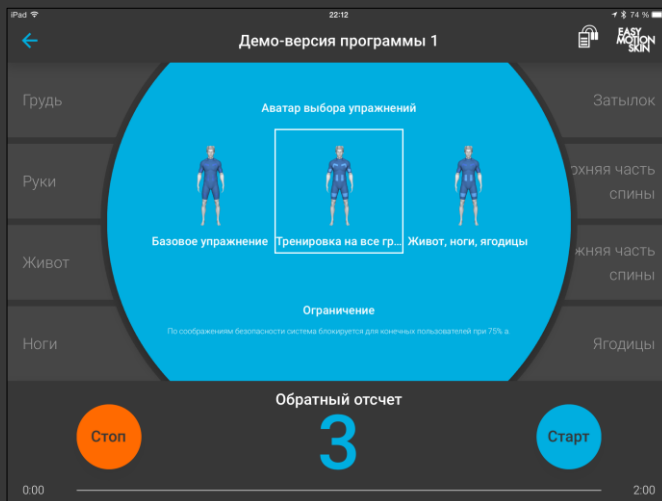 iPad 22:12 74 %
Демо-версия программы 1
EASY
MOTION
SKIN
Аватар выбора упражнений
Грудь
Затылок
Руки
рхняя часть
спины
Базовое упражнение
Тренировка на все гр...
Живот, ноги, ягодицы
Живот
жняя часть
спины
Ограничение
По соображениям безопасности система блокируется для конечных пользователей при 75% а.
Ноги
Ягодицы
Обратный отсчет
Стоп
3
Старт
0:00
2:00